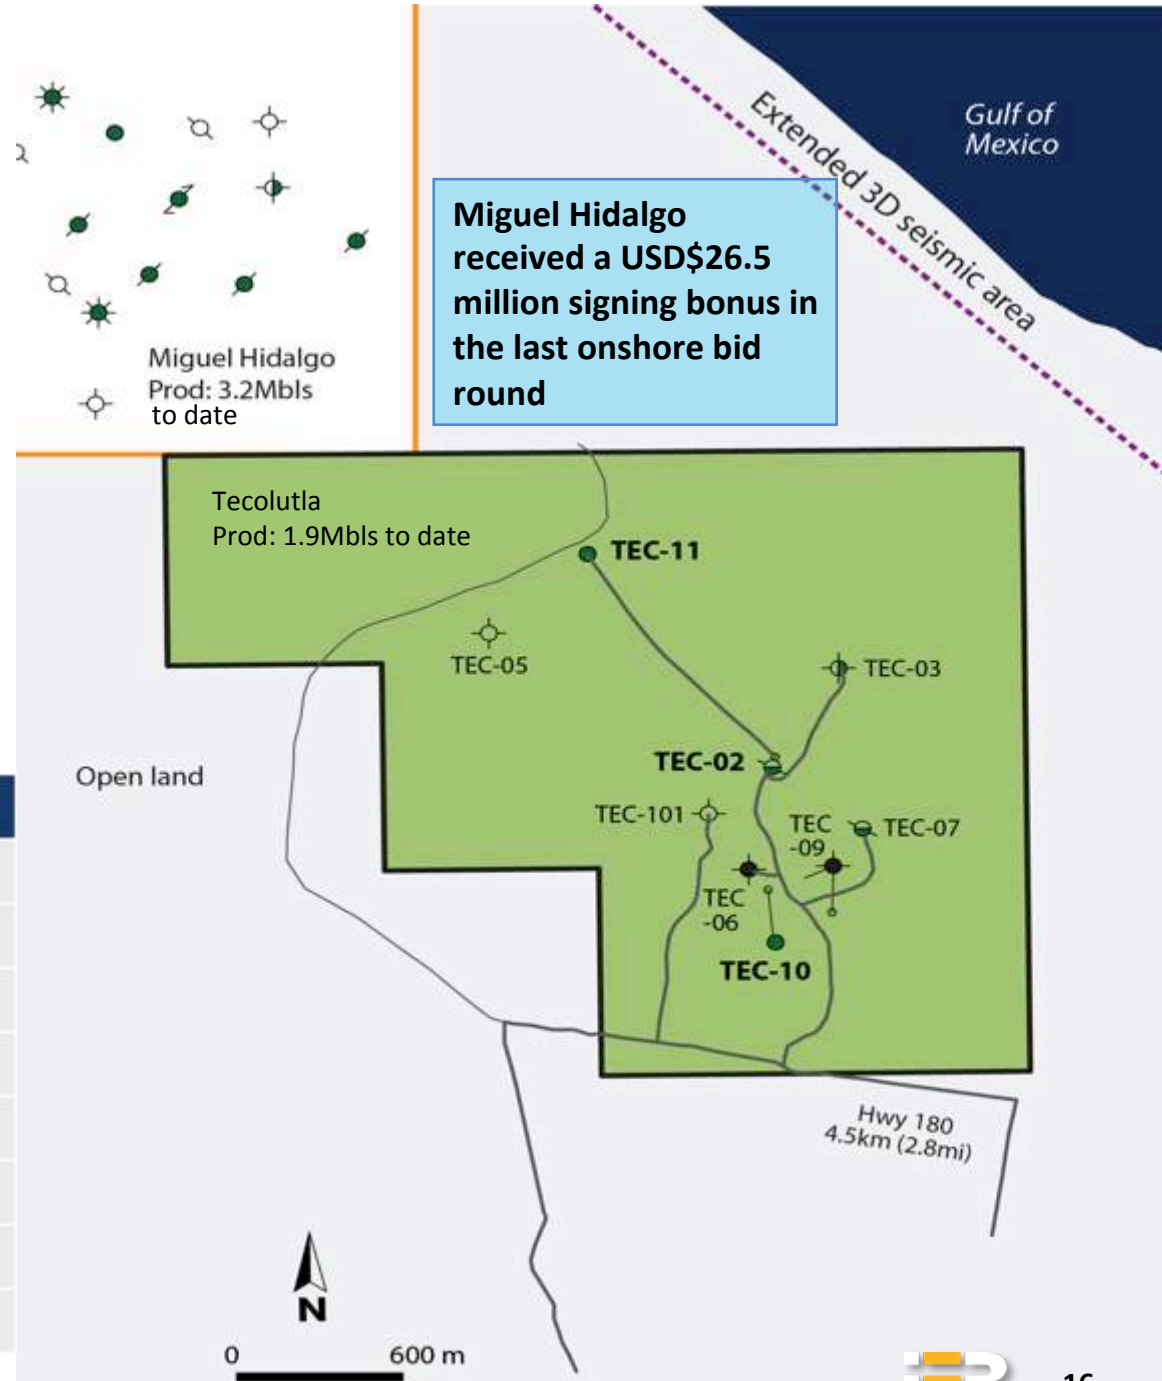 Gulf of
Mexico
Extended 3D seismic area
Miguel Hidalgo
received a USD$26.5
million signing bonus in
the last onshore bid
round
Miguel Hidalgo
Prod: 3.2Mbls
to date
Tecolutla
Prod: 1.9Mbls to date
TEC-11
TEC-05
TEC-03
TEC-02
Open land
TEC-101
TEC
-09
TEC-07
TEC
-06
TEC-10
Hwy 180
4.5km (2.8mi)
N
0
600 m